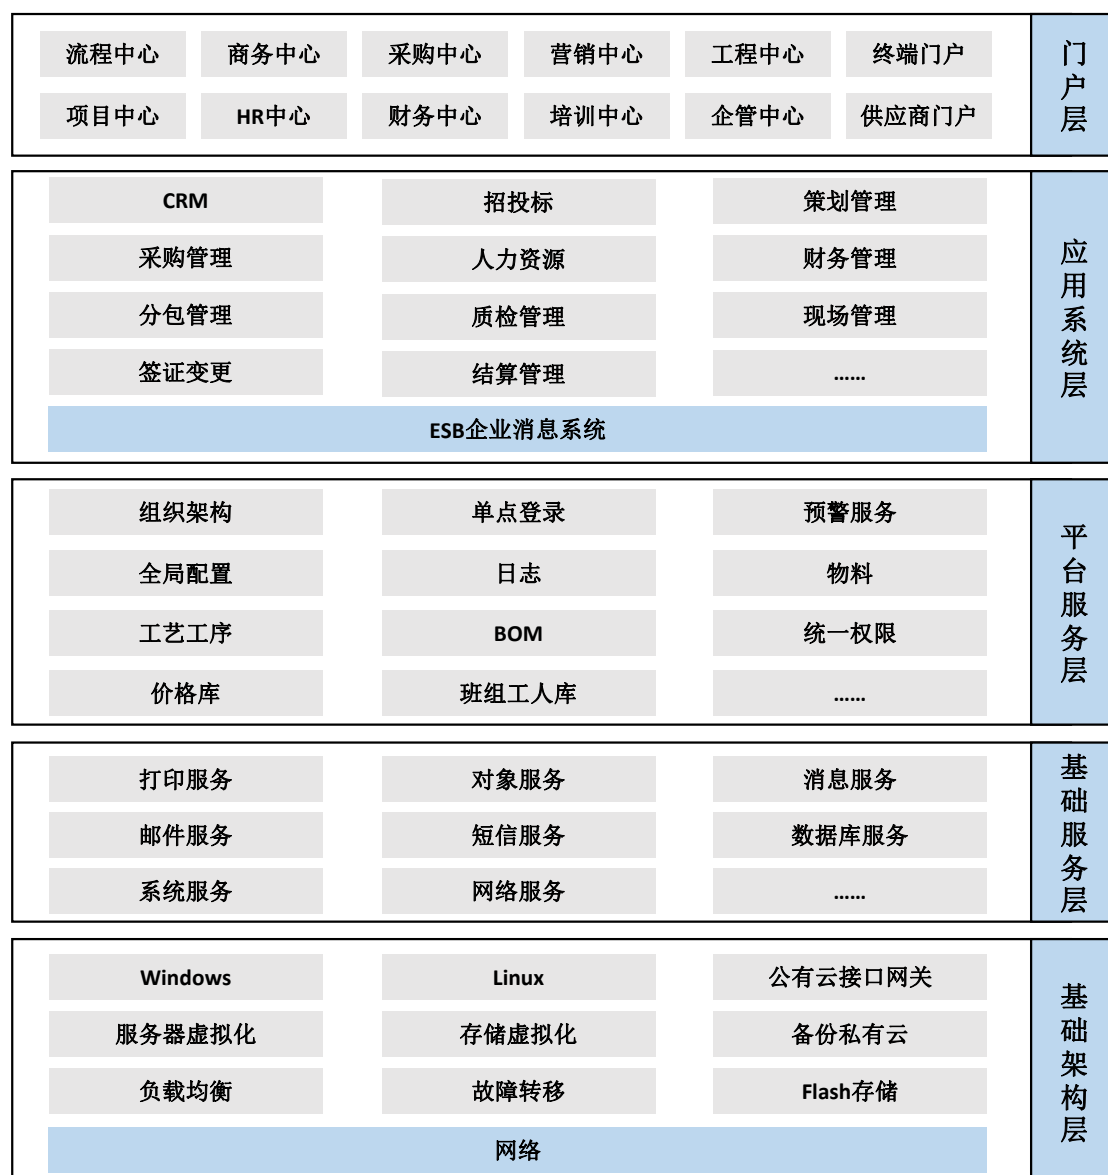 流程中心 商务中心 采购中心 营销中心 工程中心 终端门户
项目中心 HR中心 财务中心 培训中心 企管中心 供应商门户
门户层
CRM 招投标 策划管理
采购管理 人力资源 财务管理
分包管理 质检管理 现场管理
签证变更 结算管理 ......
ESB企业消息系统
应用系统层
组织架构 单点登录 预警服务
全局配置 日志 物料
工艺工序 BOM 统一权限
价格库 班组工人库 ......
平台服务层
打印服务 对象服务 消息服务
邮件服务 短信服务 数据库服务
系统服务 网络服务 ......
基础服务层
Windows Linux 公有云接口网关
服务器虚拟化 存储虚拟化 备份私有云
负载均衡 故障转移 Flash存储
网络
基础架构层